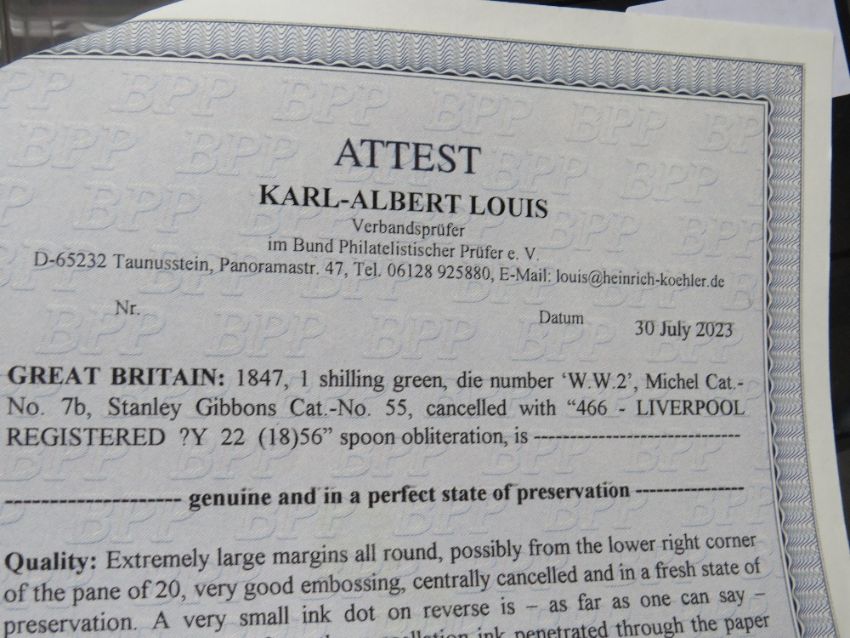 ATTEST
KARL-ALBERT LOUIS
Verbandsprüfer
im Bund Philatelistischer Prüfer e. V.
D-65232 Taunusstein, Panoramastr. 47, Tel. 06128 925880, E-Mail: louis@heinrich-koehler.de
Nr.
Datum 30 July 2023
GREAT BRITAIN: 1847, 1 shilling green, die number ‘W.W.2’, Michel Cat.-
No. 7b, Stanley Gibbons Cat.-No. 55, cancelled with “466 - LIVERPOOL
REGISTERED ?Y 22 (18)56” spoon obliteration, is ------------------------------
--------------------- genuine and in a perfect state of preservation ---------------
Quality: Extremely large margins all round, possibly from the lower right corner
of the pane of 20, very good embossing, centrally cancelled and in a fresh state of
preservation. A very small ink dot on reverse is – as far as one can say –
ink penetrated through the paper